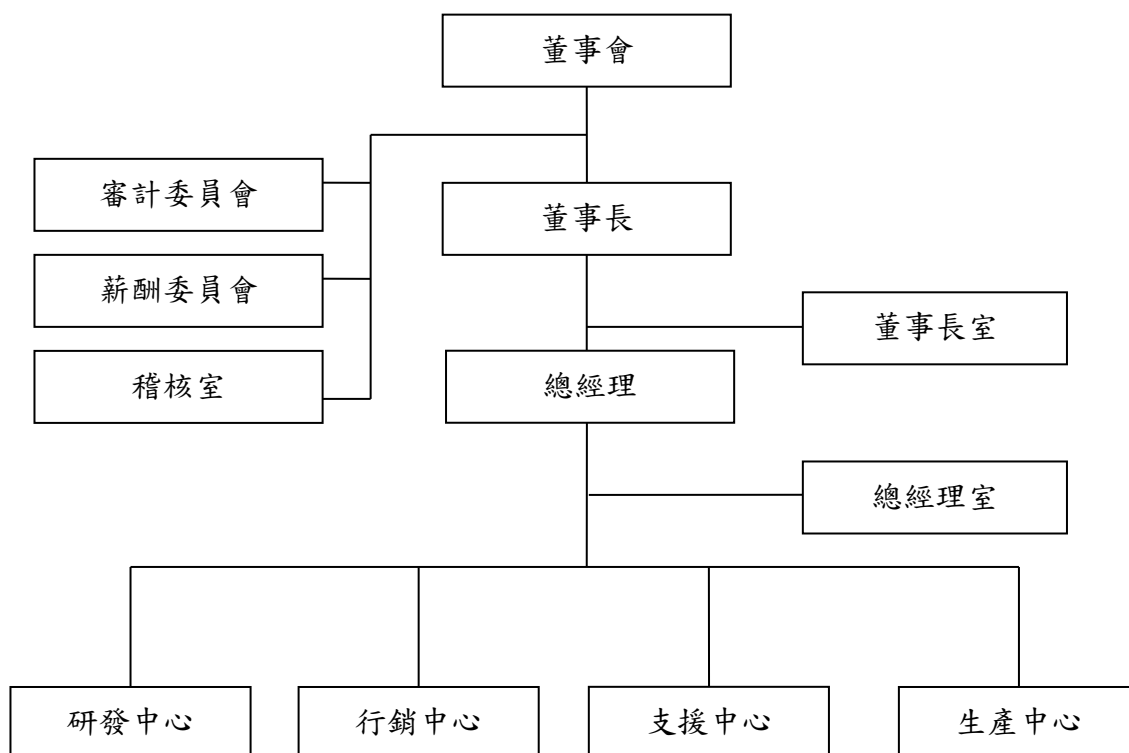 董事會
審計委員會
董事長
薪酬委員會
董事長室
稽核室
總經理
總經理室
研發中心
行銷中心
支援中心
生產中心